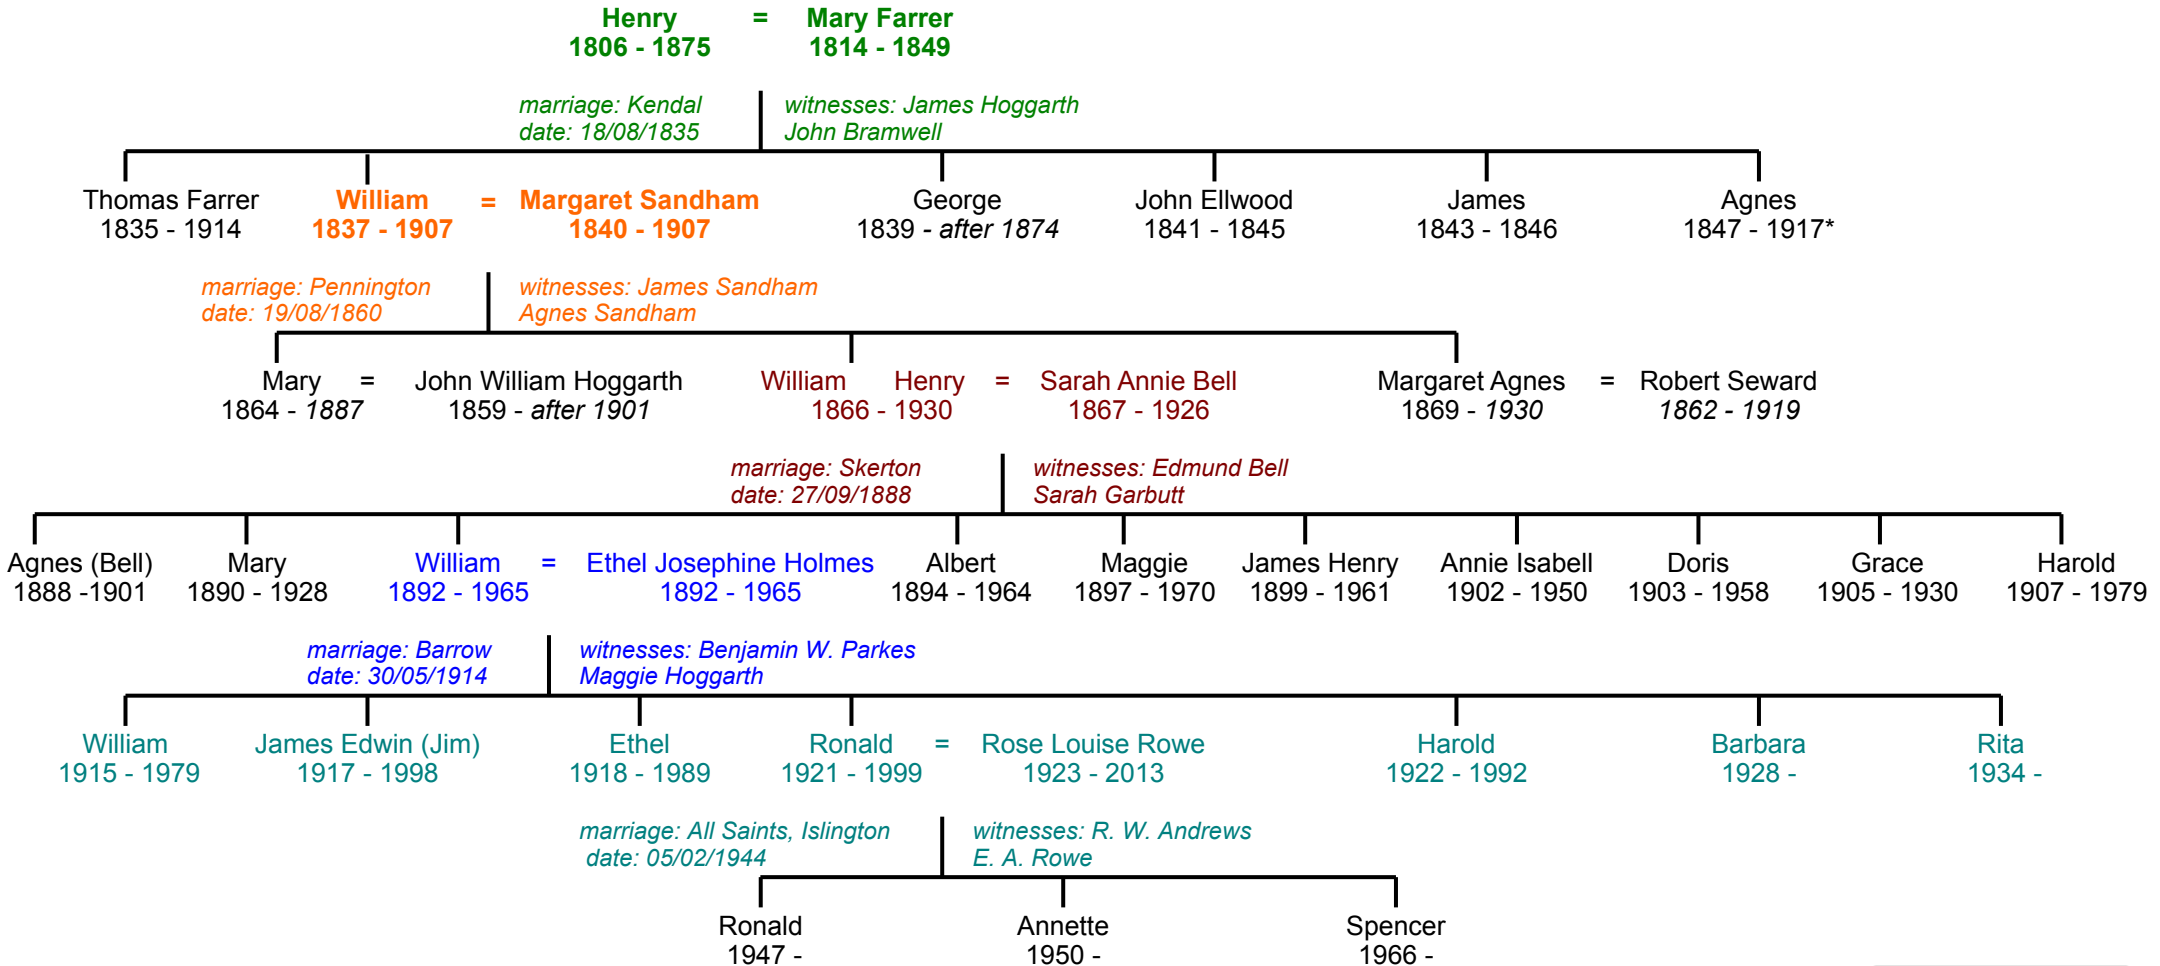 Henry = Mary Farrer
1806 - 1875 1814 - 1849
marriage: Kendal witnesses: James Hoggarth
date: 18/08/1835 John Bramwell
Thomas Farrer William = Margaret Sandham George John Ellwood James Agnes
1835 - 1914 1837 - 1907 1840 - 1907 1839 - after 1874 1841 - 1845 1843 - 1846 1847 - 1917*
marriage: Pennington witnesses: James Sandham
date: 19/08/1860 Agnes Sandham
Mary = John William Hoggarth William Henry = Sarah Annie Bell Margaret Agnes = Robert Seward
1864 - 1887 1859 - after 1901 1866 - 1930 1867 - 1926 1869 - 1930 1862 - 1919
marriage: Skerton witnesses: Edmund Bell
date: 27/09/1888 Sarah Garbutt
Agnes (Bell) Mary William = Ethel Josephine Holmes Albert Maggie James Henry Annie Isabell Doris Grace Harold
1888 -1901 1890 - 1928 1892 - 1965 1892 - 1965 1894 - 1964 1897 - 1970 1899 - 1961 1902 - 1950 1903 - 1958 1905 - 1930 1907 - 1979
marriage: Barrow witnesses: Benjamin W. Parkes
date: 30/05/1914 Maggie Hoggarth
William James Edwin (Jim) Ethel Ronald = Rose Louise Rowe Harold Barbara Rita
1915 - 1979 1917 - 1998 1918 - 1989 1921 - 1999 1923 - 2013 1922 - 1992 1928 - 1934 -
marriage: All Saints, Islington witnesses: R. W. Andrews
date: 05/02/1944 E. A. Rowe
Ronald Annette Spencer
1947 - 1950 - 1966 -